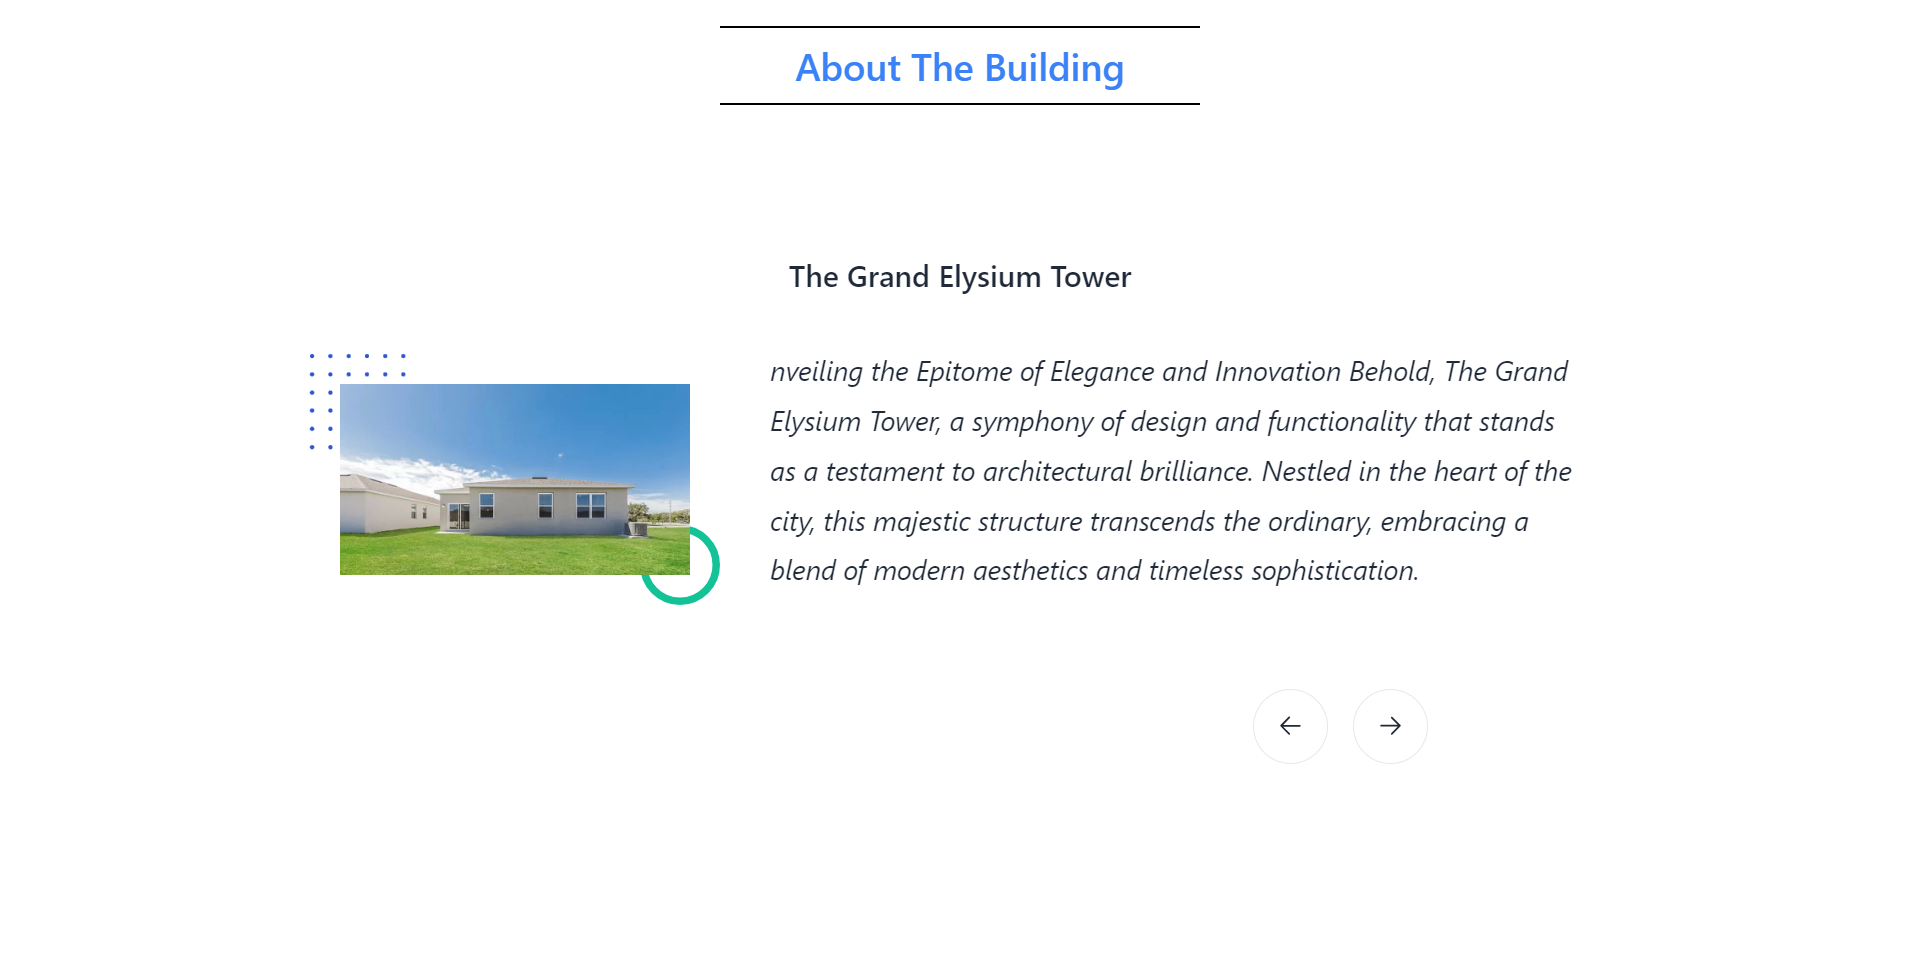 About The Building
The Grand Elysium Tower
nveiling the Epitome of Elegance and Innovation Behold, The Grand
Elysium Tower, a symphony of design and functionality that stands
as a testament to architectural brilliance. Nestled in the heart of the
city, this majestic structure transcends the ordinary, embracing a
blend of modern aesthetics and timeless sophistication.